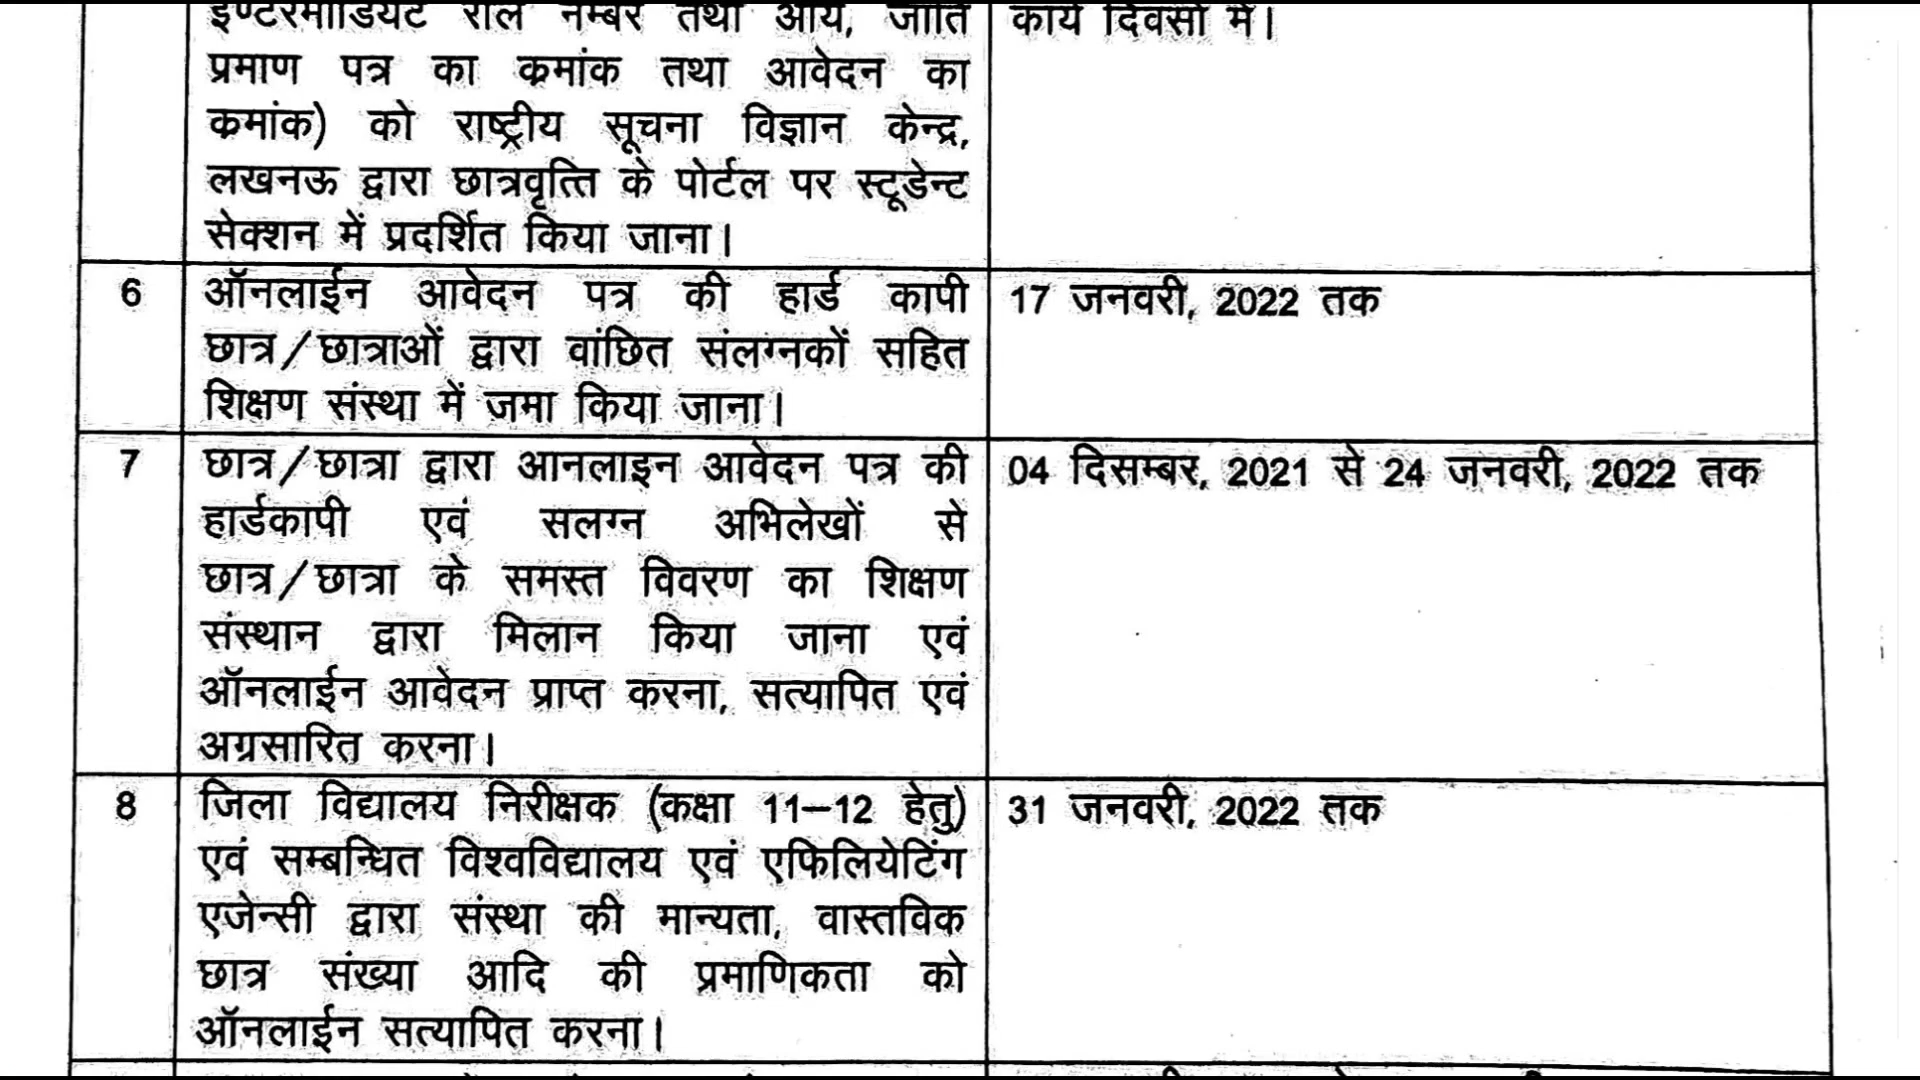 इण्टरमीडियेट रोल नम्बर तथा आय, जाति
कार्य दिवसों में।
प्रमाण पत्र का क्रमांक तथा आवेदन का
क्रमांक) को राष्ट्रीय सूचना विज्ञान केन्द्र,
लखनऊ द्वारा छात्रवृत्ति के पोर्टल पर स्टूडेन्ट
सेक्शन में प्रदर्शित किया जाना।
6
ऑनलाईन आवेदन पत्र की हार्ड कापी
17 जनवरी, 2022 तक
छात्र/छात्राओं द्वारा वांछित संलग्नकों सहित
शिक्षण संस्था में जमा किया जाना।
7
छात्र/छात्रा द्वारा आनलाइन आवेदन पत्र की
04 दिसम्बर, 2021 से 24 जनवरी, 2022 तक
हार्डकापी एवं सलग्न अभिलेखों से
छात्र/छात्रा के समस्त विवरण का शिक्षण
संस्थान द्वारा मिलान किया जाना एवं
ऑनलाईन आवेदन प्राप्त करना, सत्यापित एवं
अग्रसारित करना।
8
जिला विद्यालय निरीक्षक (कक्षा 11–12 हेतु)
31 जनवरी, 2022 तक
एवं सम्बन्धित विश्वविद्यालय एवं एफिलियेटिंग
एजेन्सी द्वारा संस्था की मान्यता, वास्तविक
छात्र संख्या आदि की प्रमाणिकता को
ऑनलाईन सत्यापित करना।